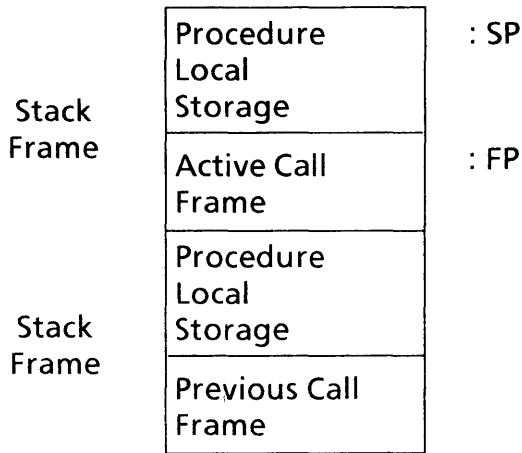 Procedure : SP
Local
Storage
Stack
Frame
Active Call : FP
Frame
Procedure
Local
Storage
Stack
Frame
Previous Call
Frame